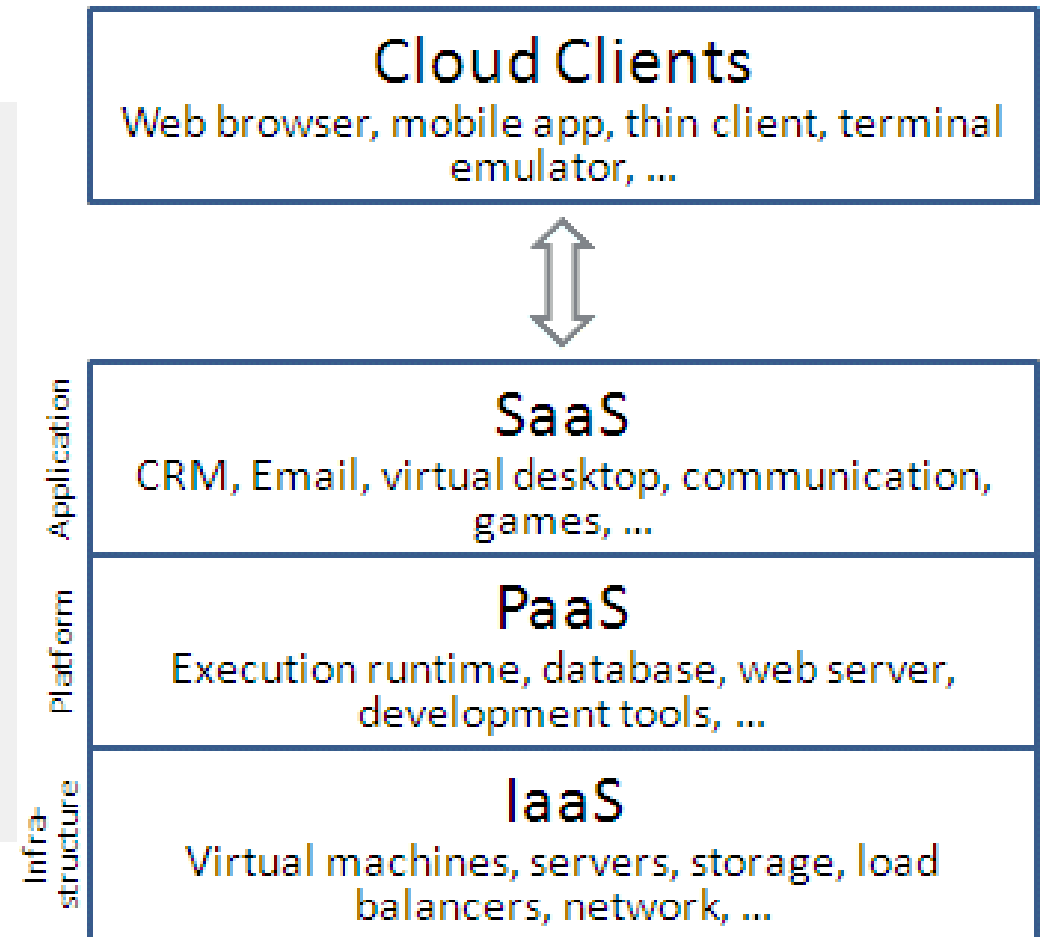 Cloud Clients
Web browser, mobile app, thin client, terminal
emulator, ...
Application
SaaS
CRM, Email, virtual desktop, communication,
games, ...
Platform
PaaS
Execution runtime, database, web server,
development tools, ...
Infra-
structure
IaaS
Virtual machines, servers, storage, load
balancers, network, ...